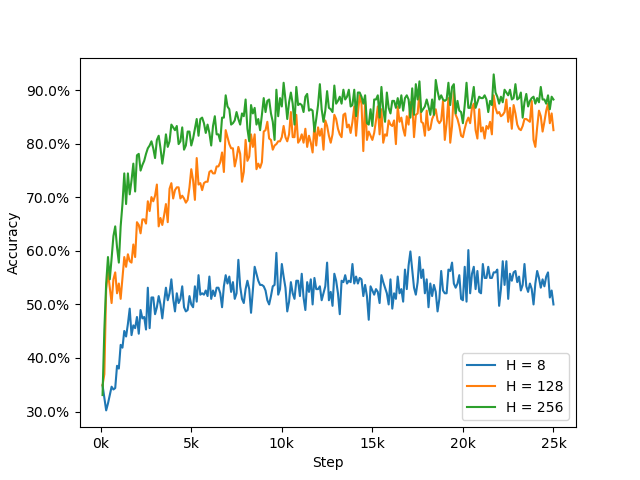 Accuracy
90.0%
80.0%
70.0%
60.0%
50.0%
40.0%
30.0%
0k 5k 10k 15k 20k 25k
Step
H = 8
H = 128
H = 256